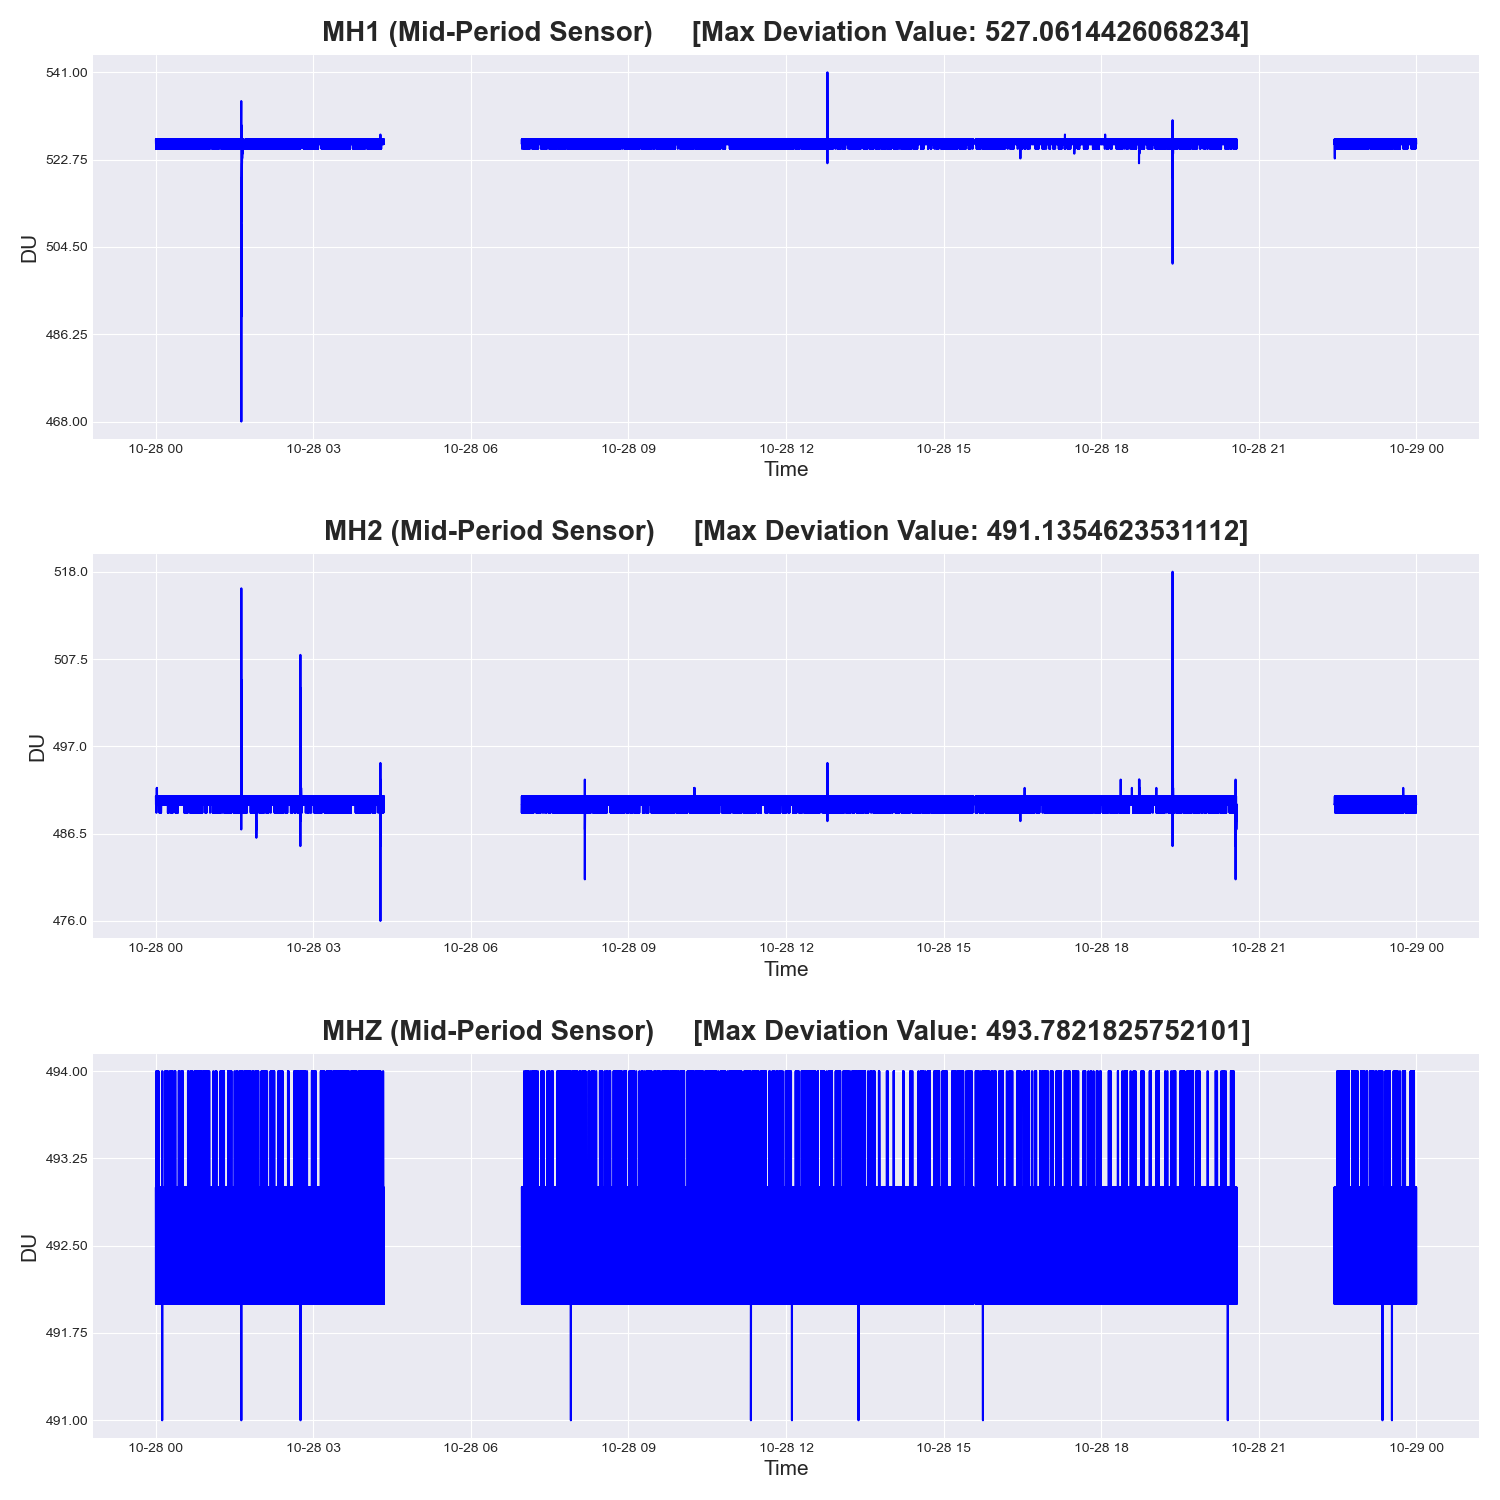 MH1 (Mid-Period Sensor) [Max Deviation Value: 527.0614426068234]
541.00
522.75
504.50
486.25
468.00
DU
10-28 00 10-28 03 10-28 06 10-28 09 10-28 12 10-28 15 10-28 18 10-28 21 10-29 00
Time
MH2 (Mid-Period Sensor) [Max Deviation Value: 491.1354623531112]
518.0
507.5
497.0
486.5
476.0
DU
10-28 00 10-28 03 10-28 06 10-28 09 10-28 12 10-28 15 10-28 18 10-28 21 10-29 00
Time
MHZ (Mid-Period Sensor) [Max Deviation Value: 493.7821825752101]
494.00
493.25
492.50
491.75
491.00
DU
10-28 00 10-28 03 10-28 06 10-28 09 10-28 12 10-28 15 10-28 18 10-28 21 10-29 00
Time